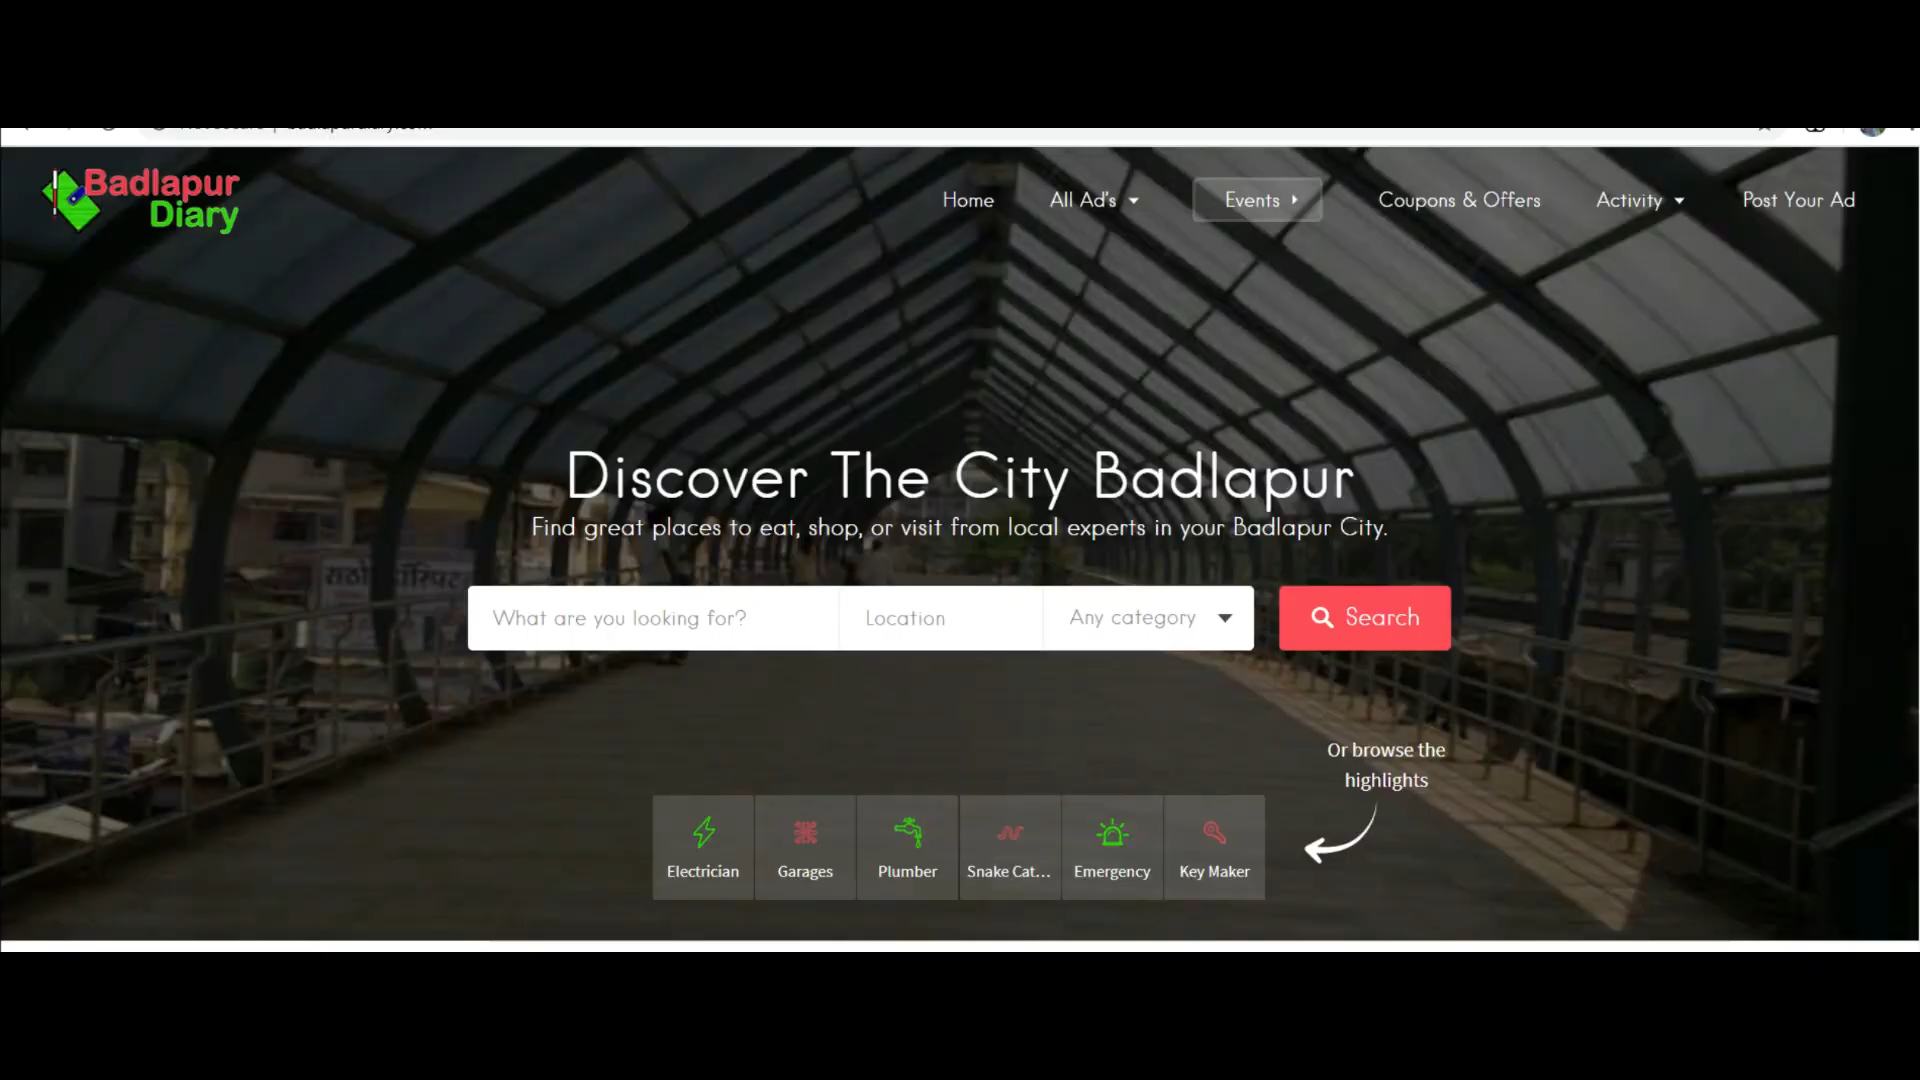 Badlapur
Diary
Home
All Ad's
Events
Coupons & Offers
Activity
Post Your Ad
Discover The City Badlapur
Find great places to eat, shop, or visit from local experts in your Badlapur City.
What are you looking for?
Location
Any category
Search
Or browse the
highlights
Electrician
Garages
Plumber
Snake Cat...
Emergency
Key Maker